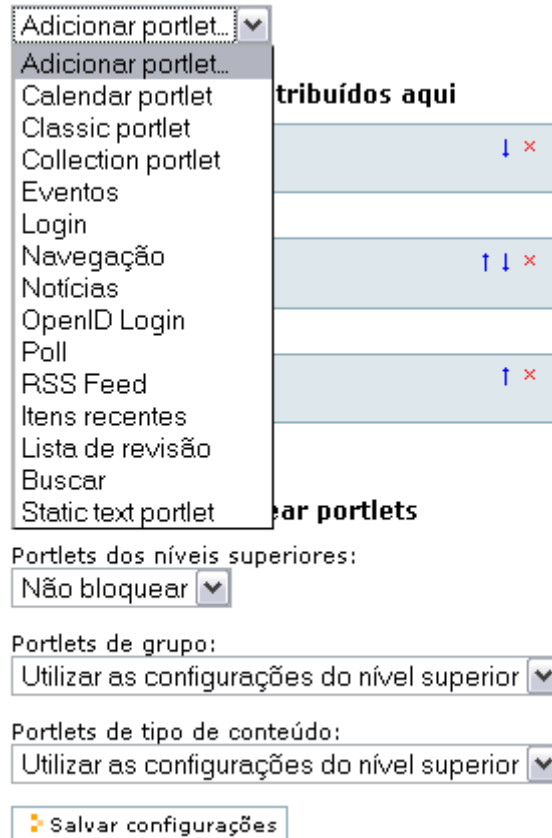 Adicionar portlet...
Adicionar portlet...
Calendar portlet
tribuídos aqui
Classic portlet
Collection portlet
Eventos
Login
Navegação
Notícias
OpenID Login
Poll
RSS Feed
Itens recentes
Lista de revisão
Buscar
Static text portlet
ear portlets
Portlets dos níveis superiores:
Não bloquear
Portlets de grupo:
Utilizar as configurações do nível superior
Portlets de tipo de conteúdo:
Utilizar as configurações do nível superior
Salvar configurações